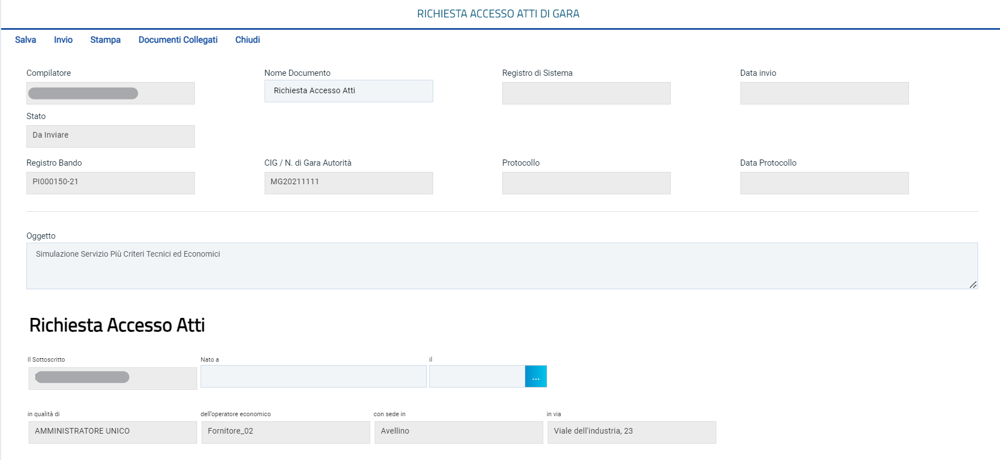 RICHIESTA ACCESSO ATTI DI GARA
Salva Invio Stampa Documenti Collegati Chiudi
Compilatore Nome Documento Registro di Sistema Data invio
Richiesta Accesso Atti
Stato
Da Inviare
Registro Bando CIG / N. di Gara Autorità Protocollo Data Protocollo
PI000150-21 MG20211111
Oggetto
Simulazione Servizio Più Criteri Tecnici ed Economici
Richiesta Accesso Atti
Il Sottoscritto Nato a il
...
in qualità di dell'operatore economico con sede in in via
AMMINISTRATORE UNICO Fornitore_02 Avellino Viale dell'industria, 23